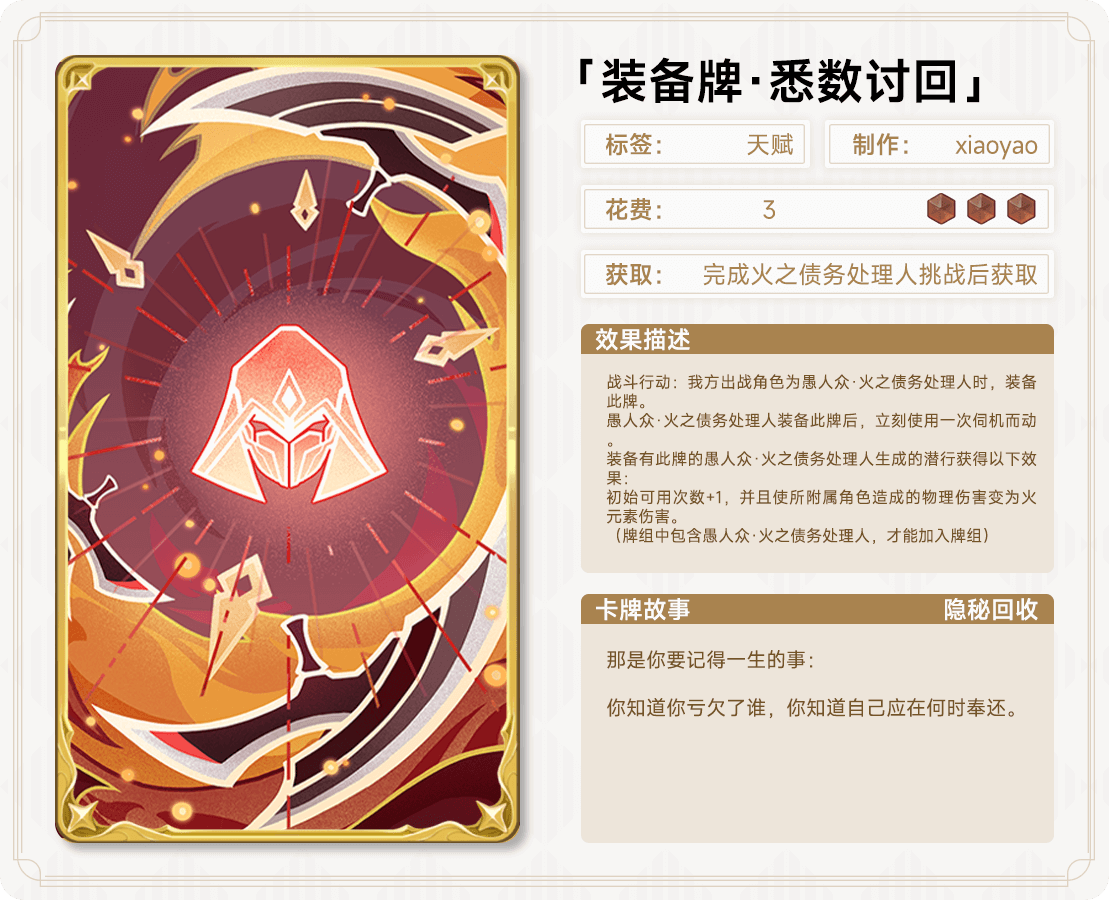 「装备牌·悉数讨回」
标签： 天赋
制作： xiaoyao
花费： 3
获取： 完成火之债务处理人挑战后获取
效果描述
战斗行动：我方出战角色为愚人众·火之债务处理人时，装备
此牌。
愚人众·火之债务处理人装备此牌后，立刻使用一次伺机而动
。
装备有此牌的愚人众·火之债务处理人生成的潜行获得以下效
果：
初始可用次数+1，并且使所附属角色造成的物理伤害变为火
元素伤害。
（牌组中包含愚人众·火之债务处理人，才能加入牌组）
卡牌故事 隐秘回收
那是你要记得一生的事：
你知道你亏欠了谁，你知道自己应在何时奉还。